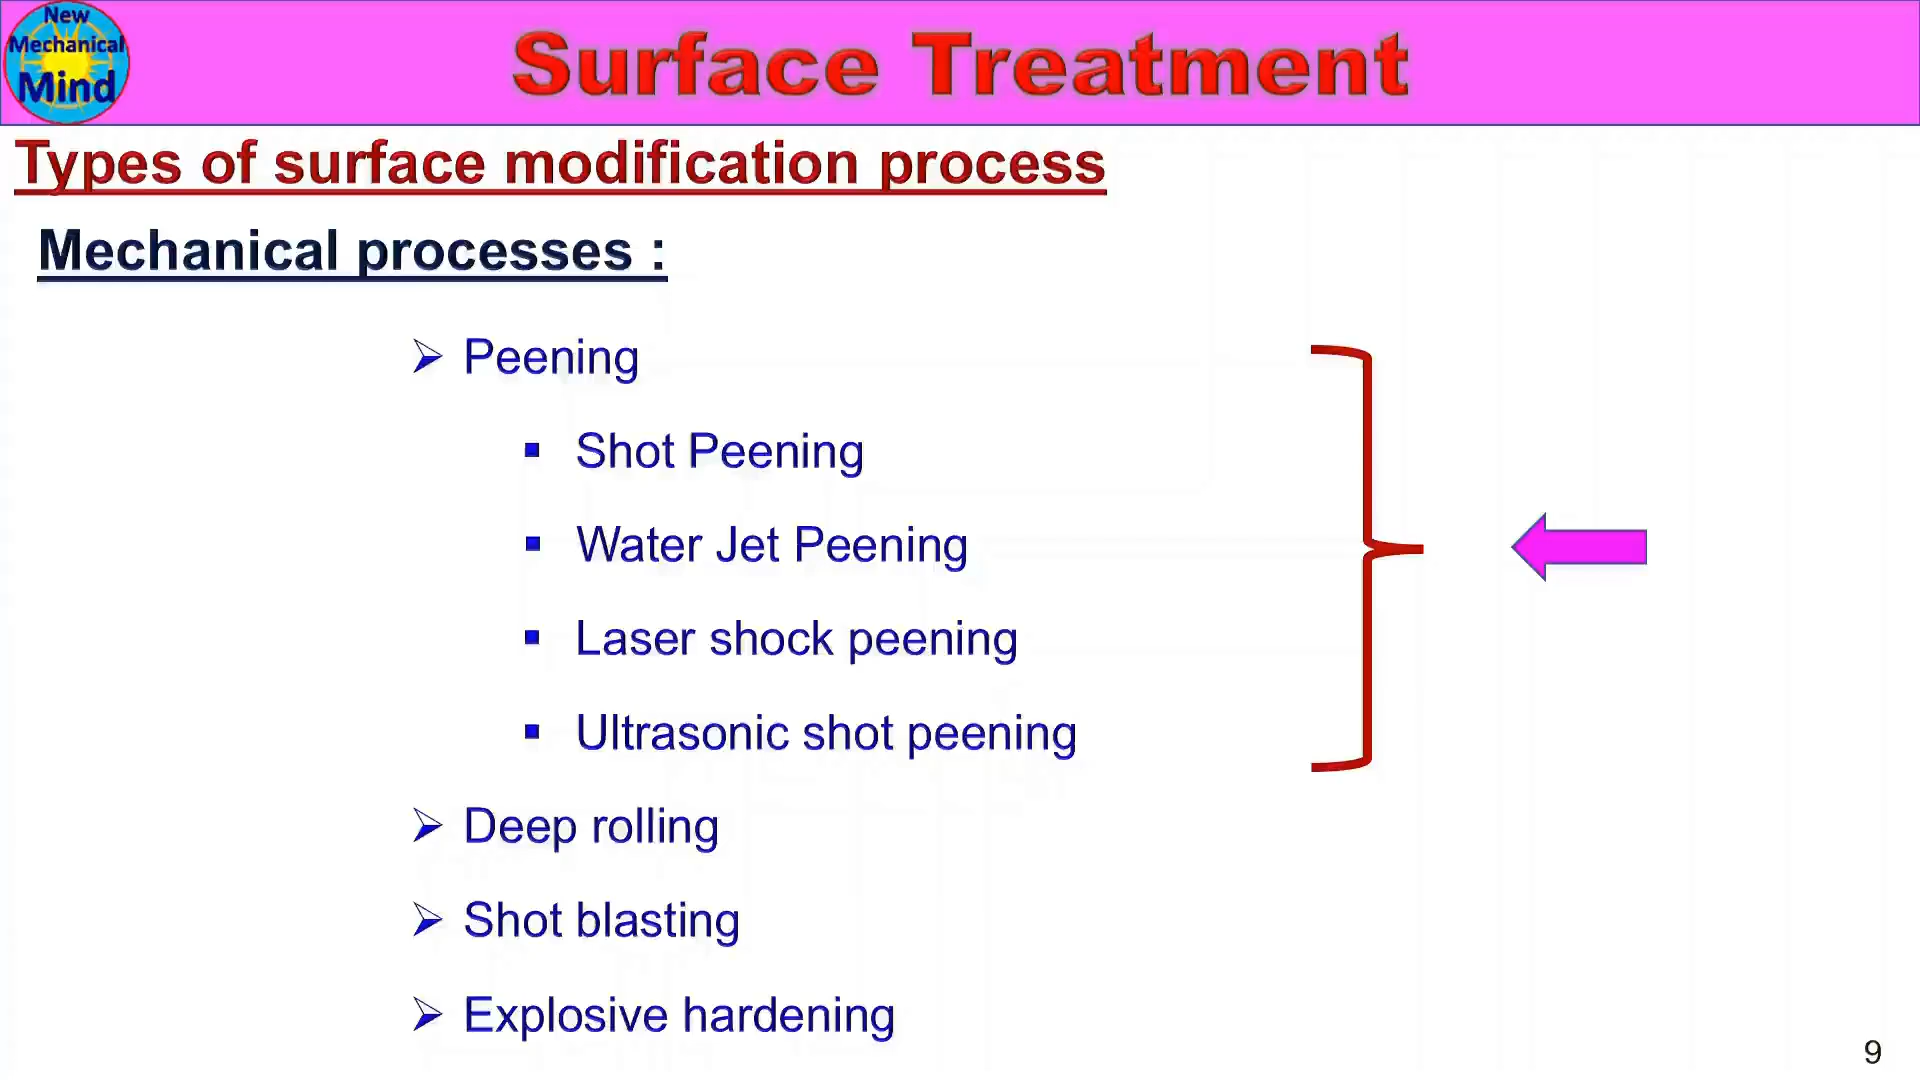 New
Mechanical
Mind
Surface Treatment
Types of surface modification process
Mechanical processes :
Peening
Shot Peening
Water Jet Peening
Laser shock peening
Ultrasonic shot peening
Deep rolling
Shot blasting
Explosive hardening
9